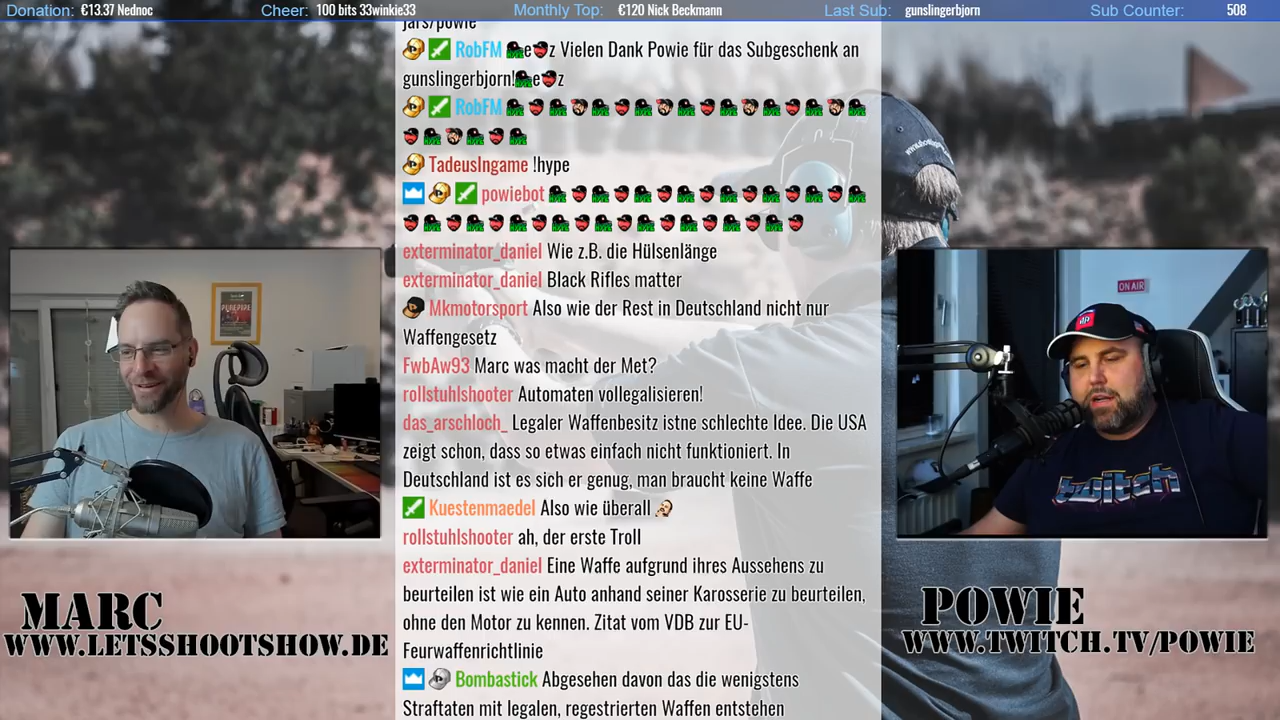 Donation: €13.37 Nednoc Cheer: 100 bits 33winkie33 Monthly Top: €120 Nick Beckmann Last Sub: gunslingerbjorn Sub Counter: 508
jars/powie
RobFM e z Vielen Dank Powie für das Subgeschenk an
gunslingerbjorn! e z
RobFM
TadeusIngame !hype
powiebot
exterminator_daniel Wie z.B. die Hülsenlänge
exterminator_daniel Black Rifles matter
Mkmotorsport Also wie der Rest in Deutschland nicht nur
Waffengesetz
FwbAw93 Marc was macht der Met?
rollstuhlshooter Automaten vollegalisieren!
das_arschloch_ Legaler Waffenbesitz istne schlechte Idee. Die USA
zeigt schon, dass so etwas einfach nicht funktioniert. In
Deutschland ist es sich er genug, man braucht keine Waffe
Kuestenmaedel Also wie überall
rollstuhlshooter ah, der erste Troll
exterminator_daniel Eine Waffe aufgrund ihres Aussehens zu
beurteilen ist wie ein Auto anhand seiner Karosserie zu beurteilen,
ohne den Motor zu kennen. Zitat vom VDB zur EU-
Feurwaffenrichtlinie
Bombastick Abgesehen davon das die wenigstens
Straftaten mit legalen, regestrierten Waffen entstehen
ON AIR
twitch
MARC
WWW.LETSSHOOTSHOW.DE
POWIE
WWW.TWITCH.TV/POWIE